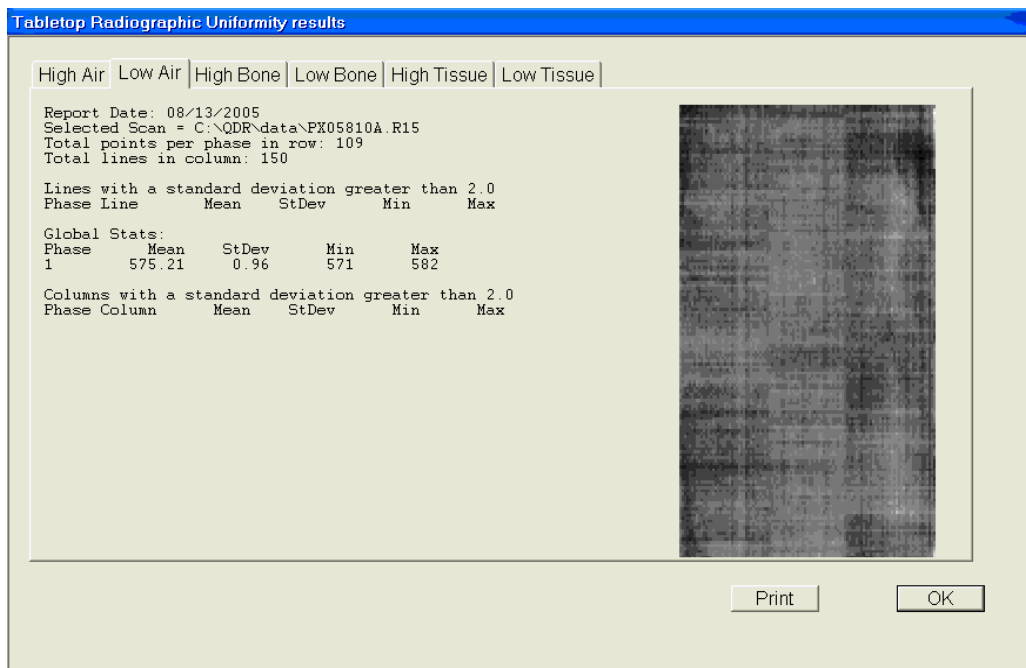 Tabletop Radiographic Uniformity results
High Air Low Air High Bone Low Bone High Tissue Low Tissue
Report Date: 08/13/2005
Selected Scan = C:\QDR\data\PX05810A.R15
Total points per phase in row: 109
Total lines in column: 150
Lines with a standard deviation greater than 2.0
Phase Line Mean StDev Min Max
Global Stats:
Phase Mean StDev Min Max
1 575.21 0.96 571 582
Columns with a standard deviation greater than 2.0
Phase Column Mean StDev Min Max
Print OK